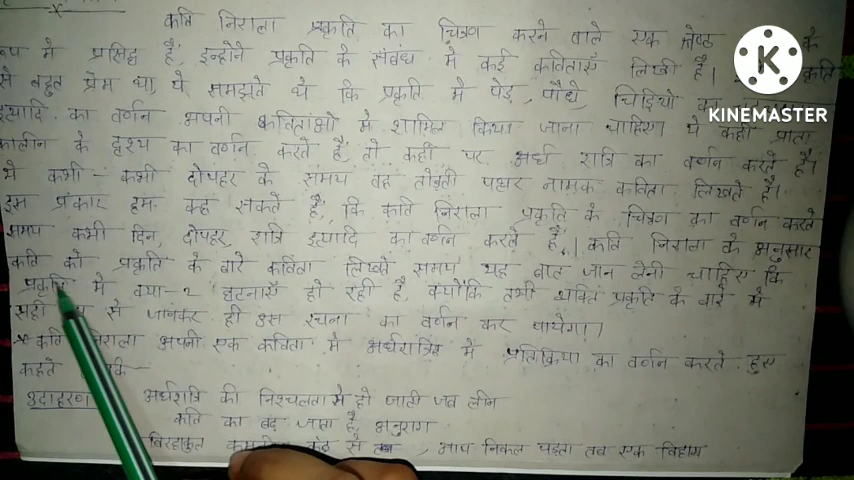 कवि निराला प्रकृति का चित्रण करने वाले एक श्रेष्ठ के
रूप में प्रसिद्ध है, इन्होंने प्रकृति के संबंध में कई कविताएँ लिखी है।
से बहुत प्रेम था, ये समझते थे कि प्रकृति में पेड़, पौधे, चिड़ियो का
इत्यादि का वर्णन अपनी कविताओं में शामिल किया जाना चाहिए। ये कहीं प्रातः
कालीन के दृश्य का वर्णन करते है, तो कहीं पर अर्ध रात्रि का वर्णन करते है।
ये कभी-कभी दोपहर के समय वह तोड़ती पत्थर नामक कविता लिखते है।
इस प्रकार हम कह सकते है, कि कवि निराला प्रकृति के चित्रण का वर्णन करते
समय कभी दिन, दोपहर, रात्रि इत्यादि का वर्णन करते है,। कवि निराला के अनुसार
कवि को प्रकृति के बारे कविता लिखते समय यह बात जान लेनी चाहिए कि
प्रकृति में क्या-2 घटनाएँ हो रही है, क्योंकि तभी व्यक्ति प्रकृति के बारे में
सही से जानकर ही उस रचना का वर्णन कर पायेगा।
* कवि निराला अपनी एक कविता में अर्धरात्रि में प्रतिक्रिया का वर्णन करते हुए
कहते कि-
उदाहरण अर्धरात्रि की निश्चलता में हो जाती जब लीन
कवि का बढ़ जाता है, अनुराग
विरहाकुल कंठ से , आप निकल पड़ता तब एक विहाग
KINEMASTER